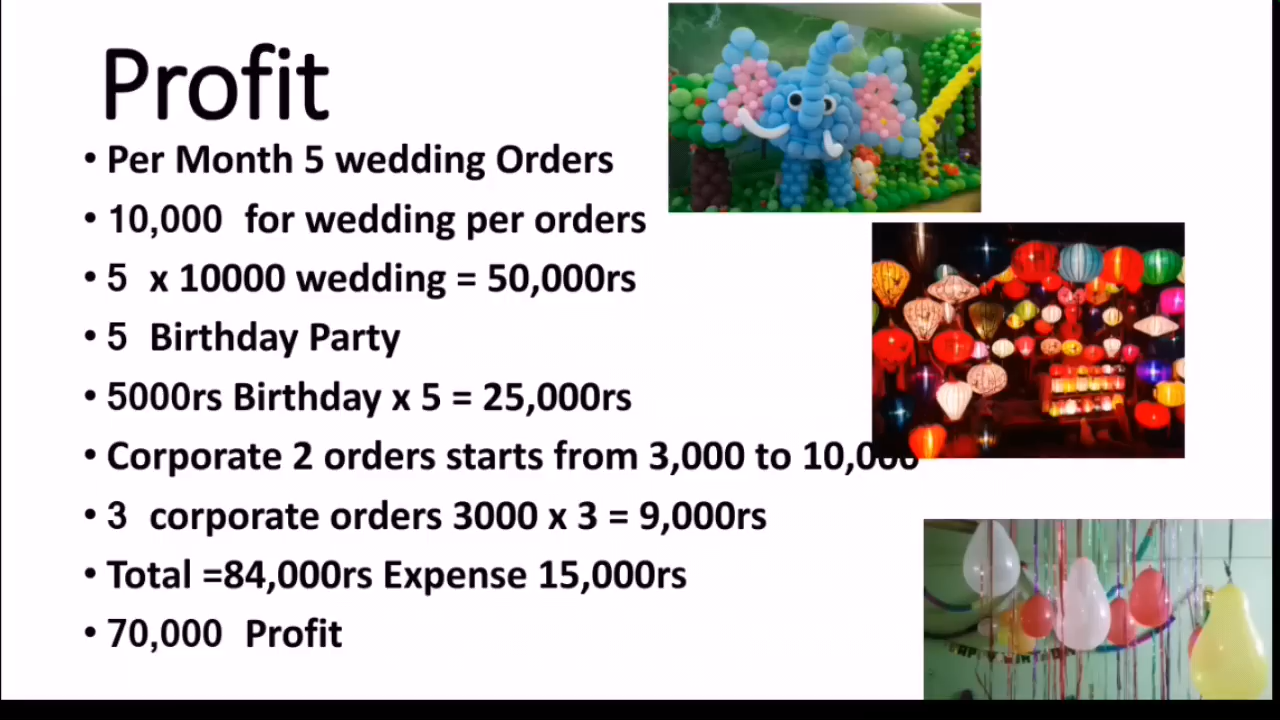 Profit
• Per Month 5 wedding Orders
• 10,000 for wedding per orders
• 5 x 10000 wedding = 50,000rs
• 5 Birthday Party
• 5000rs Birthday x 5 = 25,000rs
• Corporate 2 orders starts from 3,000 to 10,000
• 3 corporate orders 3000 x 3 = 9,000rs
• Total =84,000rs Expense 15,000rs
• 70,000 Profit